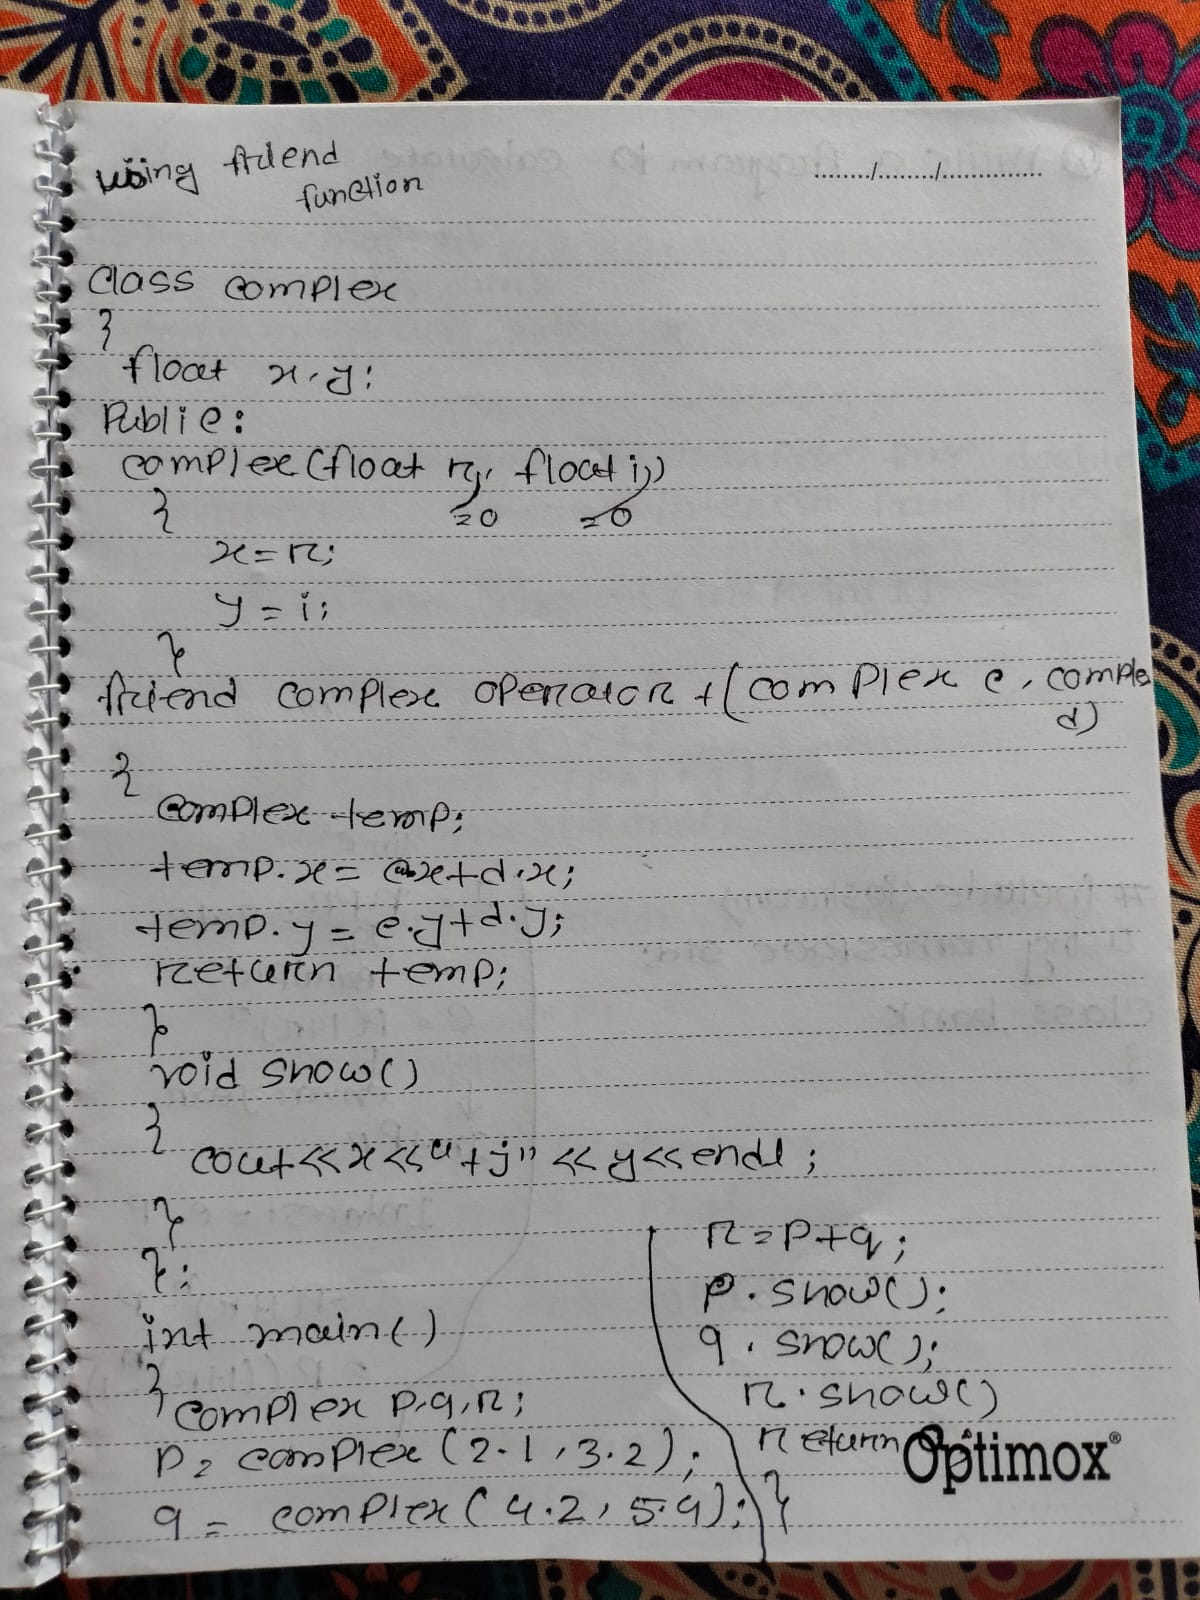 using friend
function
......../......../..............
class complex
{
float x, y;
Public:
complex(float r, float i)
=0 =0
{
x = r;
y = i;
}
friend complex operator + (complex c, complex
d)
{
complex temp;
temp.x = c.x+d.x;
temp.y = c.y+d.y;
return temp;
}
void show()
{
cout<<x<<"+j"<<y<<endl;
}
};
int main()
{
complex p,q,r;
p = complex(2.1, 3.2);
q = complex(4.2, 5.4);
r = p+q;
p.show();
q.show();
r.show()
return
}
Optimox®